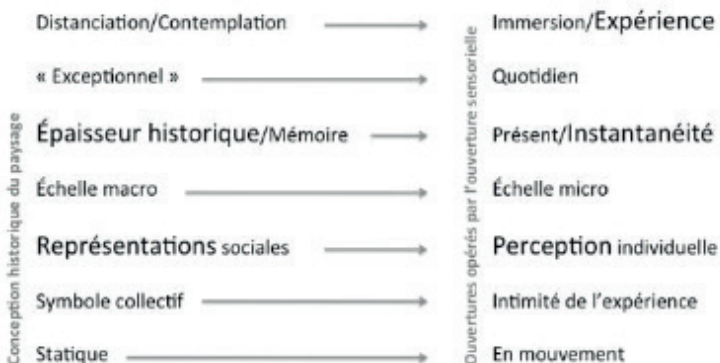 Conception historique du paysage
Ouvertures opérés par l'ouverture sensorielle
Distanciation/Contemplation Immersion/Expérience
« Exceptionnel » Quotidien
Épaisseur historique/Mémoire Présent/Instantanéité
Échelle macro Échelle micro
Représentations sociales Perception individuelle
Symbole collectif Intimité de l'expérience
Statique En mouvement